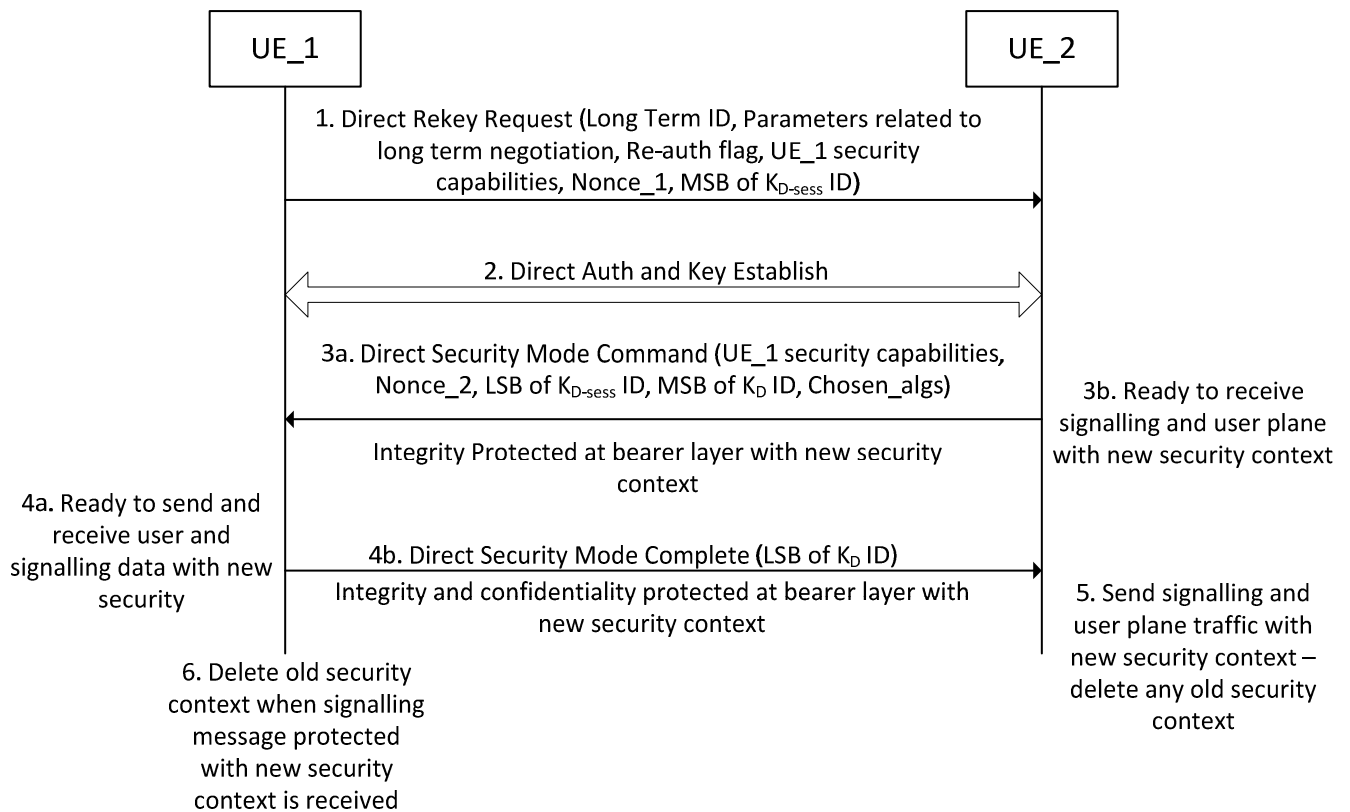 UE_1
UE_2
1. Direct Rekey Request (Long Term ID, Parameters related to
long term negotiation, Re-auth flag, UE_1 security
capabilities, Nonce_1, MSB of KD-sess ID)
2. Direct Auth and Key Establish
3a. Direct Security Mode Command (UE_1 security capabilities,
Nonce_2, LSB of KD-sess ID, MSB of KD ID, Chosen_algs)
Integrity Protected at bearer layer with new security
context
3b. Ready to receive
signalling and user plane
with new security context
4a. Ready to send and
receive user and
signalling data with new
security
4b. Direct Security Mode Complete (LSB of KD ID)
Integrity and confidentiality protected at bearer layer with
new security context
5. Send signalling and
user plane traffic with
new security context –
delete any old security
context
6. Delete old security
context when signalling
message protected
with new security
context is received